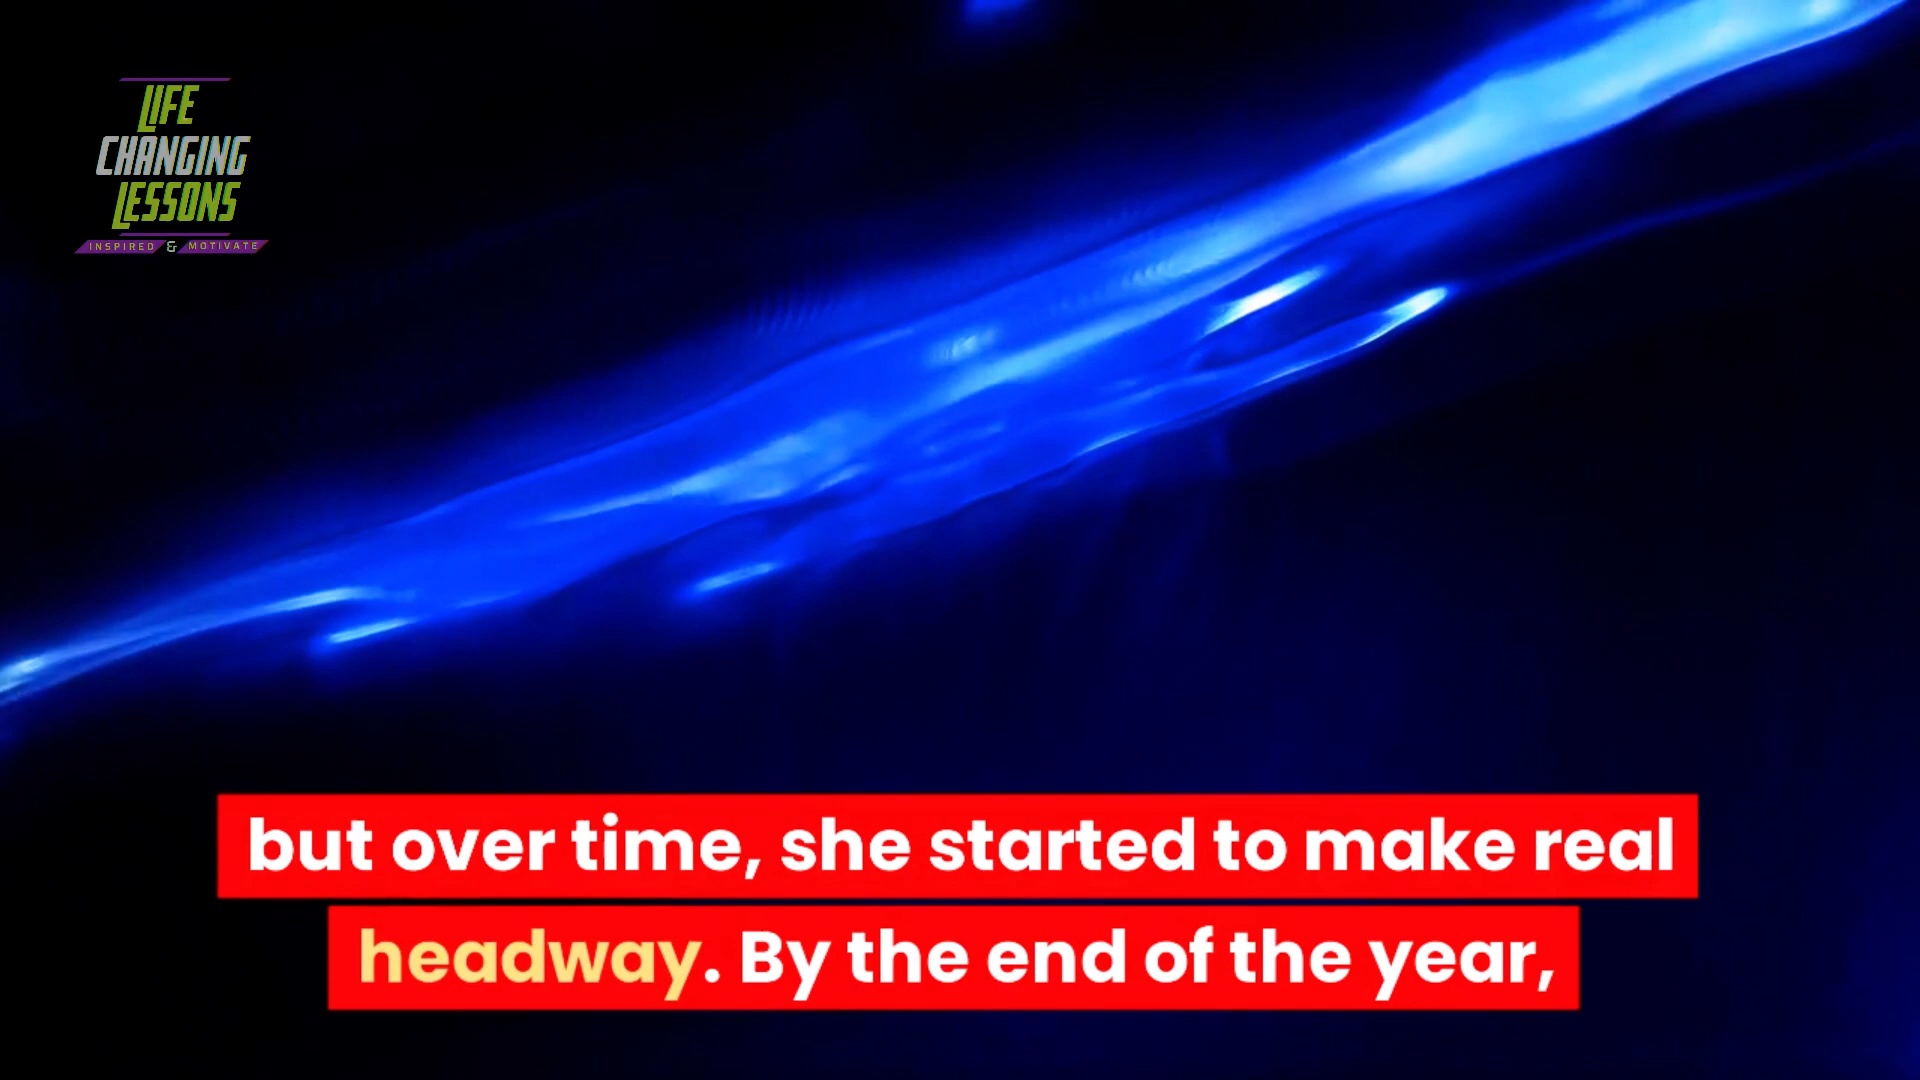 LIFE
CHANGING
LESSONS
INSPIRED & MOTIVATE
but over time, she started to make real
headway. By the end of the year,